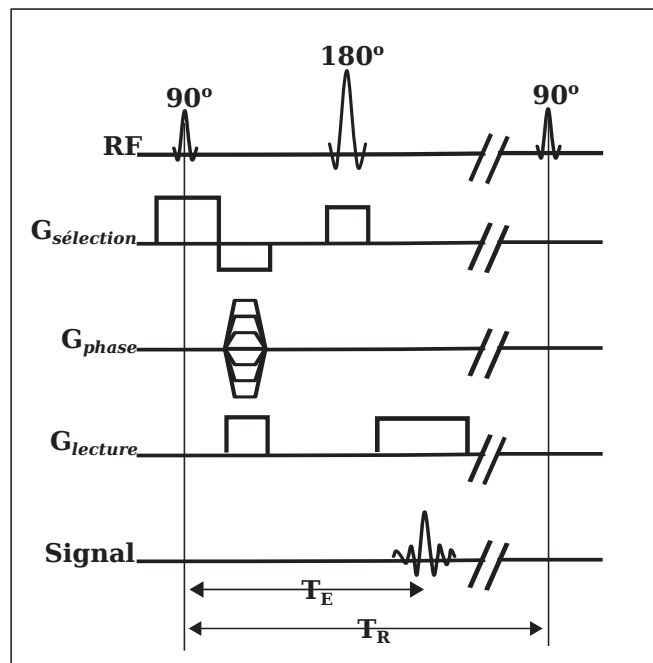 180º
90º
90º
RF
Gsélection
Gphase
Glecture
Signal
TE
TR